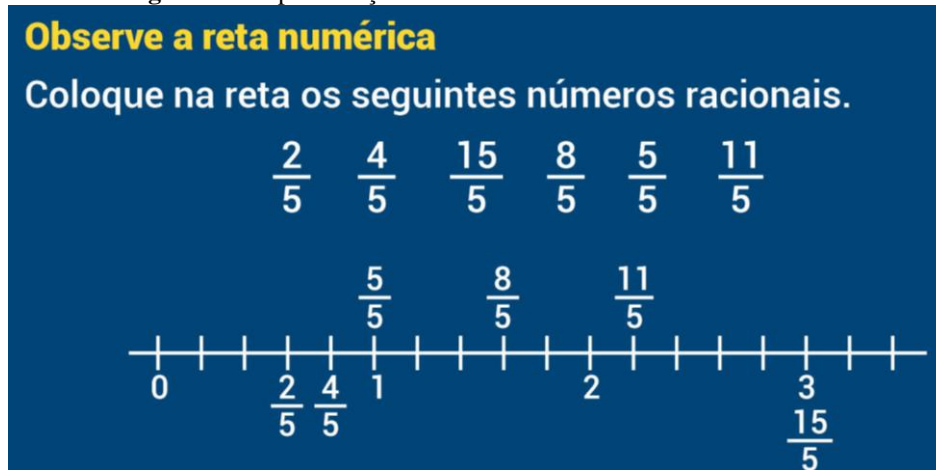 Observe a reta numérica
Coloque na reta os seguintes números racionais.
2/5 4/5 15/5 8/5 5/5 11/5
5/5 8/5 11/5
0 2/5 4/5 1 2 3
15/5